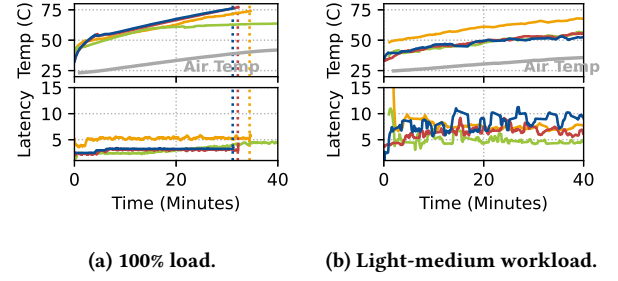 75
50
25
Temp (C)
Air Temp
15
10
5
Latency
0 20 40
Time (Minutes)
(a) 100% load.
75
50
25
Temp (C)
Air Temp
15
10
5
Latency
0 20 40
Time (Minutes)
(b) Light-medium workload.